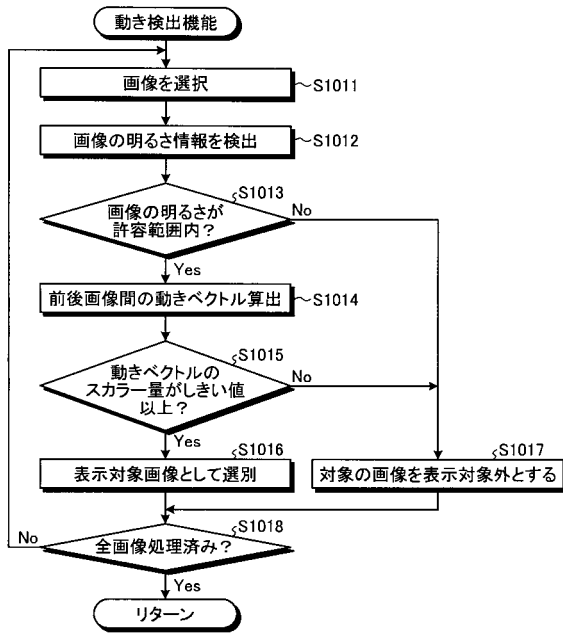 動き検出機能
画像を選択
S1011
画像の明るさ情報を検出
S1012
S1013
画像の明るさが
許容範囲内?
No
Yes
前後画像間の動きベクトル算出
S1014
S1015
動きベクトルの
スカラー量がしきい値
以上?
No
Yes
S1016
表示対象画像として選別
S1017
対象の画像を表示対象外とする
S1018
全画像処理済み?
No
Yes
リターン